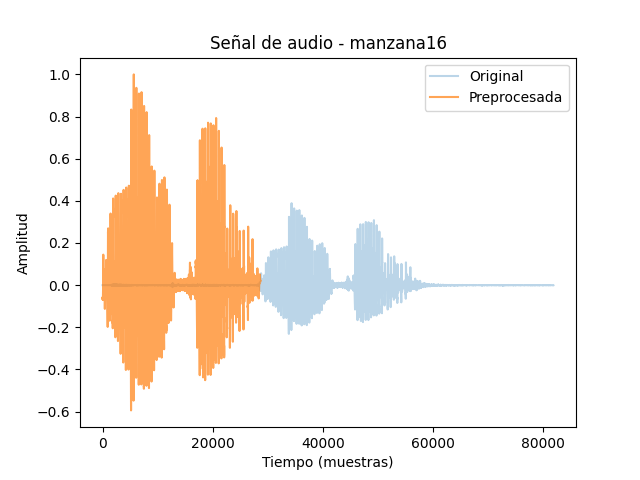 Señal de audio - manzana16
Original
Preprocesada
1.0
0.8
0.6
0.4
0.2
0.0
−0.2
−0.4
−0.6
Amplitud
0
20000
40000
60000
80000
Tiempo (muestras)